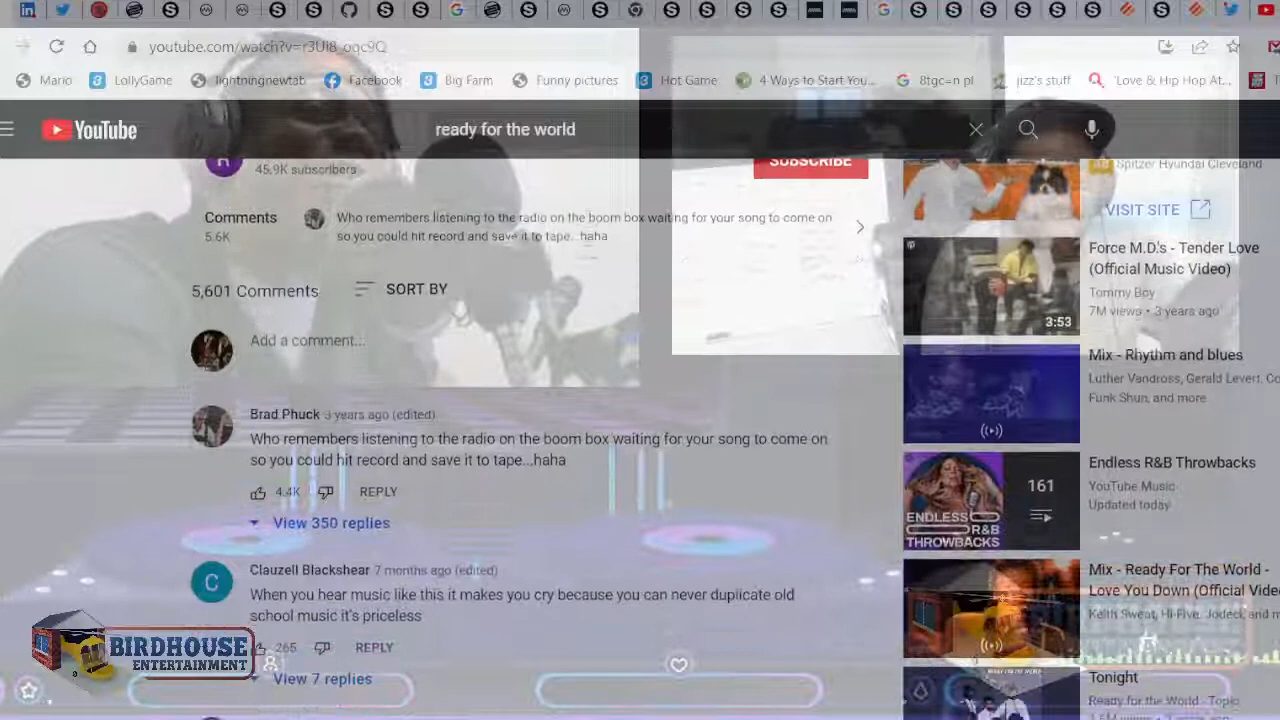 youtube.com/watch?v=r3Ul8_oqc9Q
Mario LollyGame lightningnewtab Facebook Big Farm Funny pictures Hot Game 4 Ways to Start You... 8tgc=n pl jizz's stuff 'Love & Hip Hop At...
YouTube
ready for the world
45.9K subscribers
SUBSCRIBE
Comments
5.6K
Who remembers listening to the radio on the boom box waiting for your song to come on
so you could hit record and save it to tape...haha
5,601 Comments
SORT BY
Add a comment...
Brad Phuck 3 years ago (edited)
Who remembers listening to the radio on the boom box waiting for your song to come on
so you could hit record and save it to tape...haha
4.4K REPLY
View 350 replies
C
Clauzell Blackshear 7 months ago (edited)
When you hear music like this it makes you cry because you can never duplicate old
school music it's priceless
265 REPLY
View 7 replies
Spitzer Hyundai Cleveland
VISIT SITE
Force M.D.'s - Tender Love
(Official Music Video)
Tommy Boy
7M views • 3 years ago
3:53
Mix - Rhythm and blues
Luther Vandross, Gerald Levert, Co
Funk Shun, and more
Endless R&B Throwbacks
YouTube Music
Updated today
161
ENDLESS
R&B
THROWBACKS
Mix - Ready For The World -
Love You Down (Official Vide
Keith Sweat, Hi-Five, Jodeci, and m
Tonight
Ready for the World - Topic
BIRDHOUSE
ENTERTAINMENT